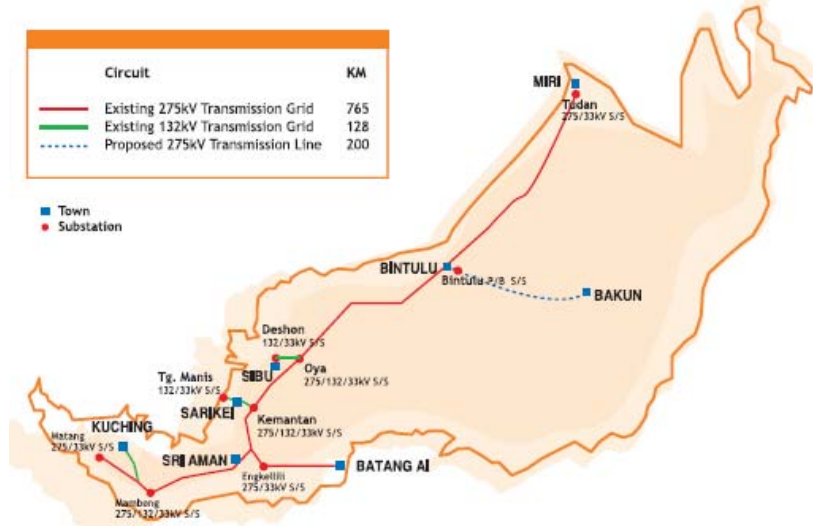 Circuit KM
Existing 275kV Transmission Grid 765
Existing 132kV Transmission Grid 128
Proposed 275kV Transmission Line 200
Town
Substation
MIRI
Tudan
275/33kV S/S
BINTULU
Bintulu P/B S/S
BAKUN
Deshon
132/33kV S/S
SIBU
Oya
275/132/33kV S/S
Tg. Manis
132/33kV S/S
SARIKEI
Kemantan
275/132/33kV S/S
KUCHING
Matang
275/33kV S/S
SRI AMAN
Engkelili
275/33kV S/S
BATANG AI
Mambong
275/132/33kV S/S